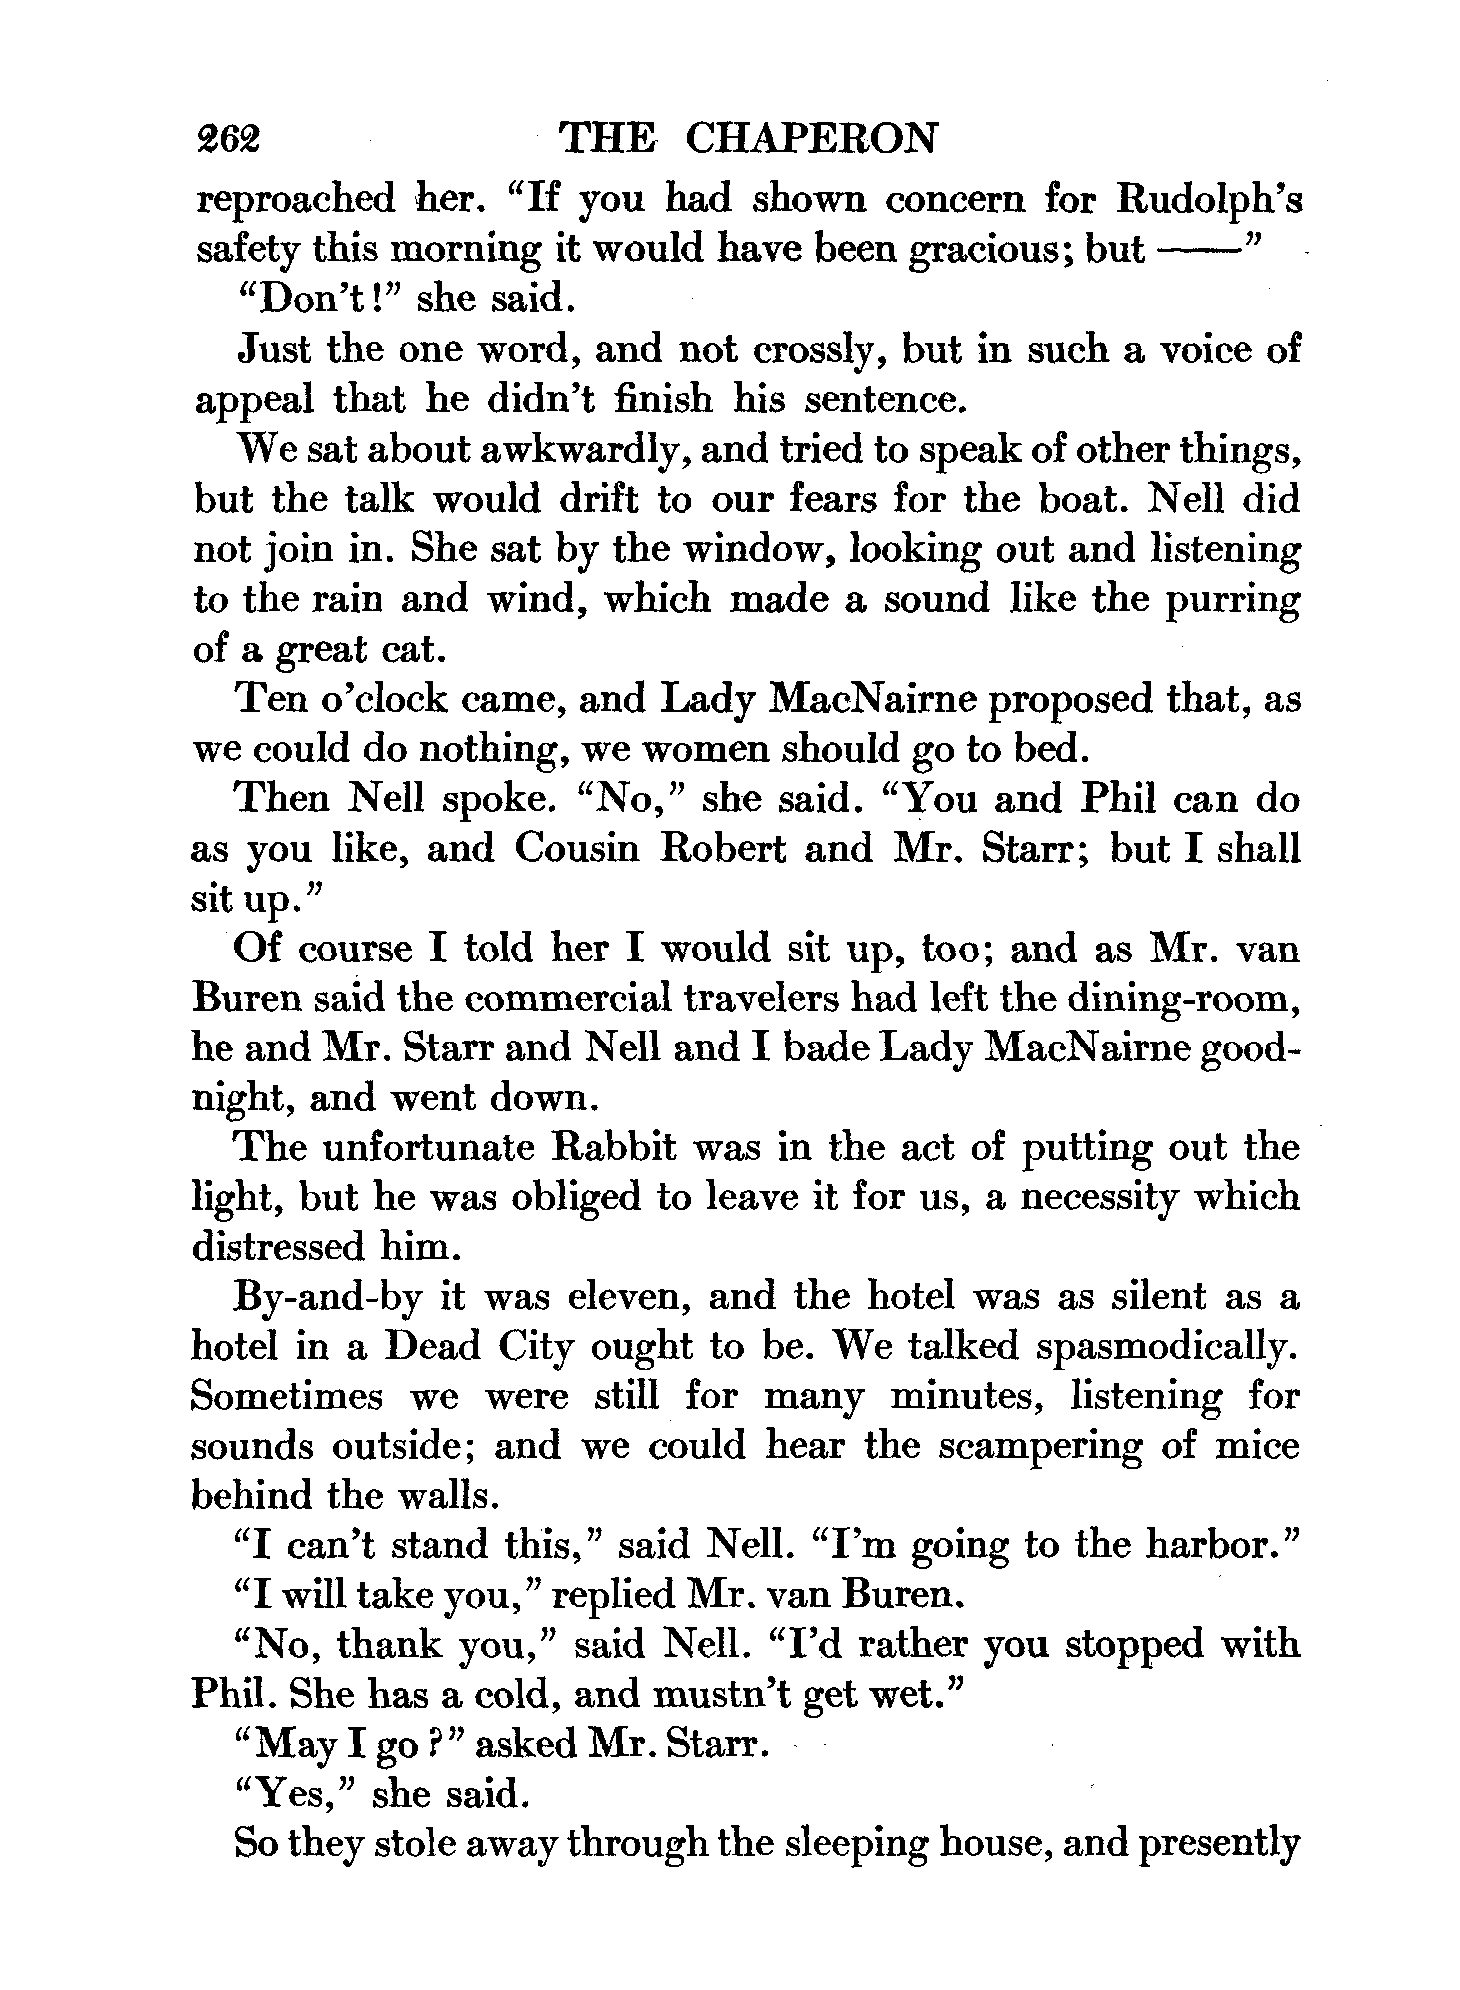 262 THE CHAPERON
reproached her. “If you had shown concern for Rudolph’s
safety this morning it would have been gracious; but ——”
“Don’t!” she said.
Just the one word, and not crossly, but in such a voice of
appeal that he didn’t finish his sentence.
We sat about awkwardly, and tried to speak of other things,
but the talk would drift to our fears for the boat. Nell did
not join in. She sat by the window, looking out and listening
to the rain and wind, which made a sound like the purring
of a great cat.
Ten o’clock came, and Lady MacNairne proposed that, as
we could do nothing, we women should go to bed.
Then Nell spoke. “No,” she said. “You and Phil can do
as you like, and Cousin Robert and Mr. Starr; but I shall
sit up.”
Of course I told her I would sit up, too; and as Mr. van
Buren said the commercial travelers had left the dining-room,
he and Mr. Starr and Nell and I bade Lady MacNairne good-
night, and went down.
The unfortunate Rabbit was in the act of putting out the
light, but he was obliged to leave it for us, a necessity which
distressed him.
By-and-by it was eleven, and the hotel was as silent as a
hotel in a Dead City ought to be. We talked spasmodically.
Sometimes we were still for many minutes, listening for
sounds outside; and we could hear the scampering of mice
behind the walls.
“I can’t stand this,” said Nell. “I’m going to the harbor.”
“I will take you,” replied Mr. van Buren.
“No, thank you,” said Nell. “I’d rather you stopped with
Phil. She has a cold, and mustn’t get wet.”
“May I go?” asked Mr. Starr.
“Yes,” she said.
So they stole away through the sleeping house, and presently